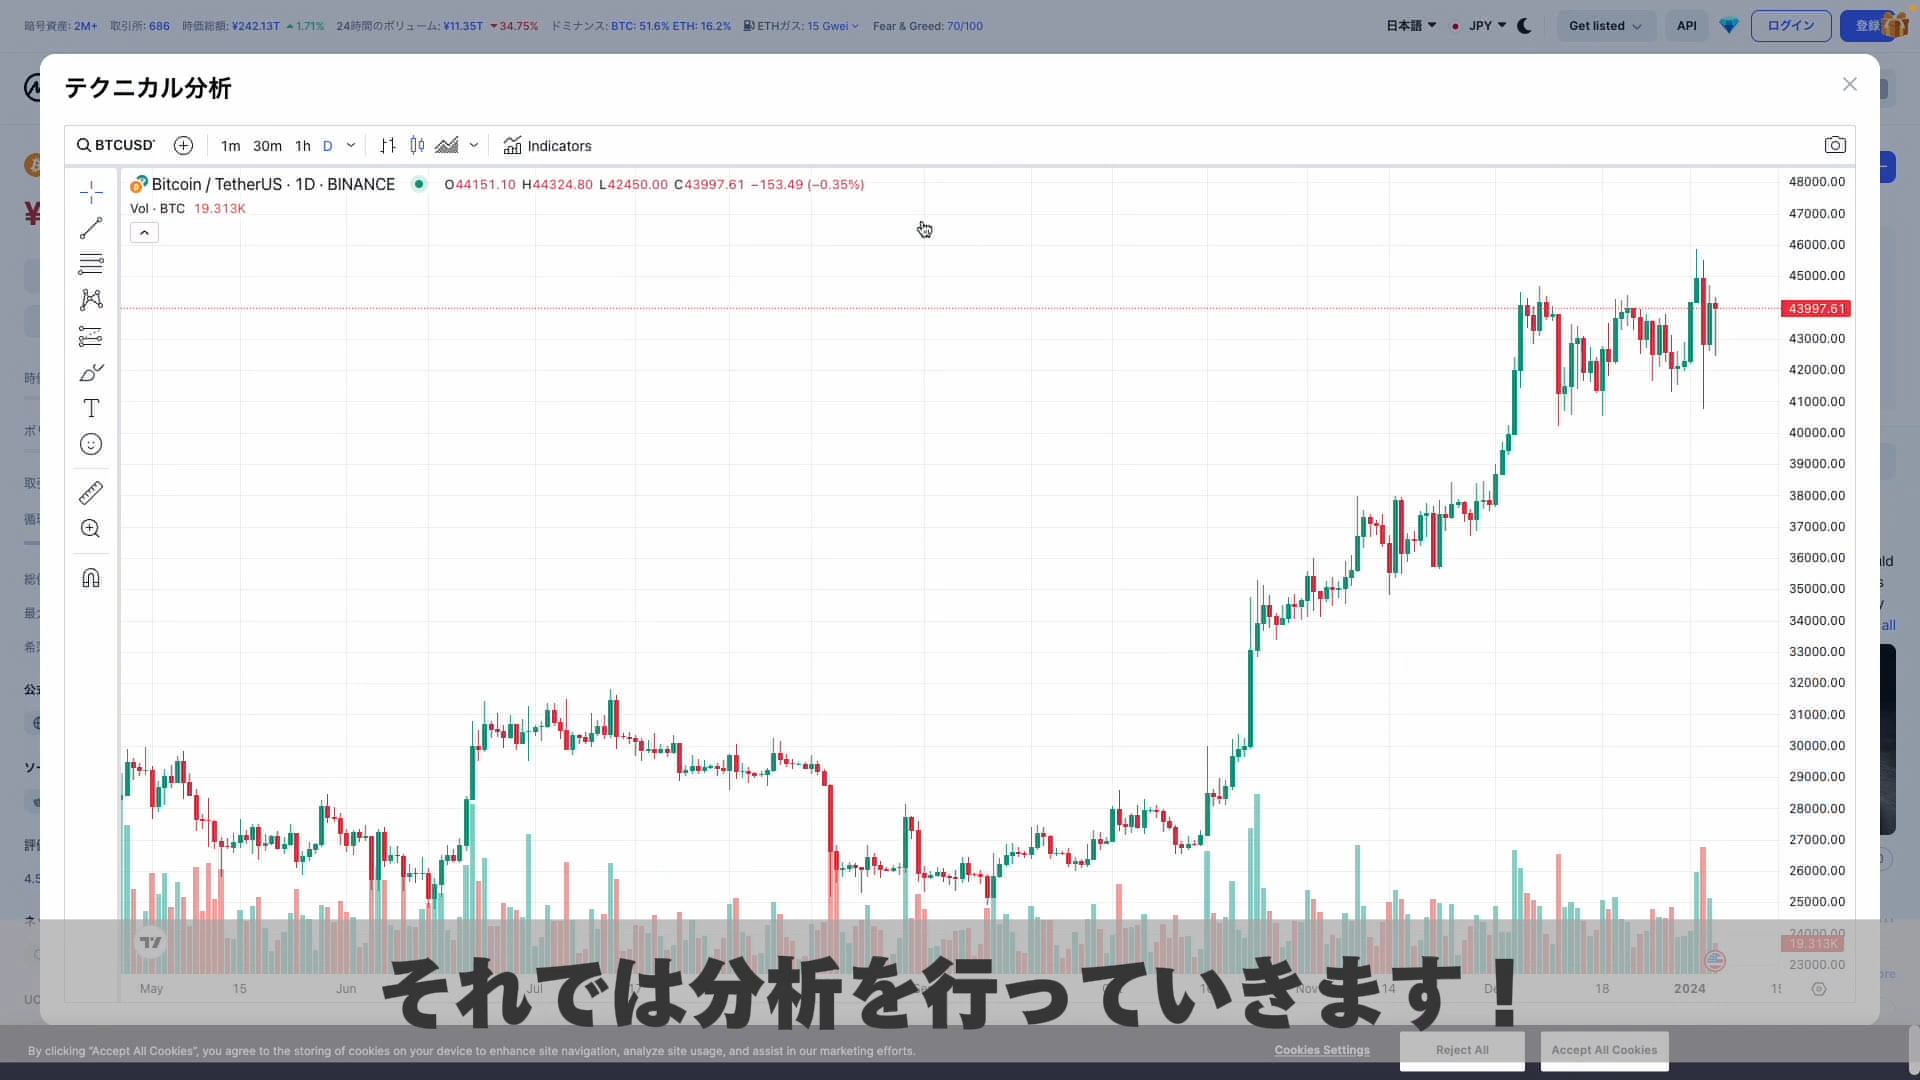 暗号資産: 2M+ 取引所: 686 時価総額: ¥242.13T 1.71% 24時間のボリューム: ¥11.35T 34.75% ドミナンス: BTC: 51.6% ETH: 16.2% ETHガス: 15 Gwei Fear & Greed: 70/100
日本語 JPY Get listed API ログイン 登録
テクニカル分析
BTCUSD 1m 30m 1h D Indicators
Bitcoin / TetherUS · 1D · BINANCE O44151.10 H44324.80 L42450.00 C43997.61 −153.49 (−0.35%)
Vol · BTC 19.313K
48000.00
47000.00
46000.00
45000.00
43997.61
43000.00
42000.00
41000.00
40000.00
39000.00
38000.00
37000.00
36000.00
35000.00
34000.00
33000.00
32000.00
31000.00
30000.00
29000.00
28000.00
27000.00
26000.00
25000.00
24000.00
19.313K
23000.00
May 15 Jun Jul 14 18 2024
それでは分析を行っていきます！
By clicking “Accept All Cookies”, you agree to the storing of cookies on your device to enhance site navigation, analyze site usage, and assist in our marketing efforts.
Cookies Settings Reject All Accept All Cookies